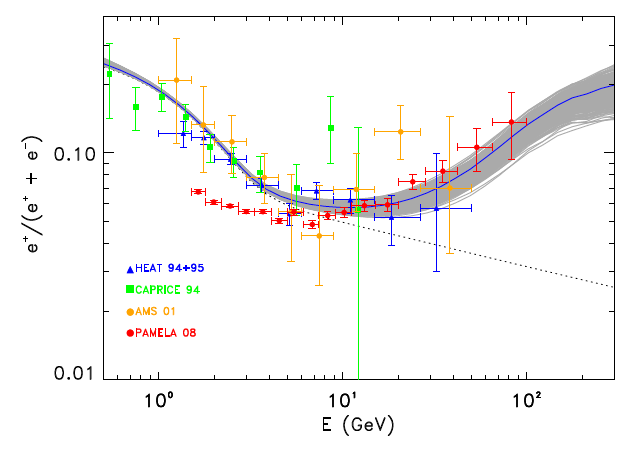 e⁺/(e⁺ + e⁻)
0.10
0.01
HEAT 94+95
CAPRICE 94
AMS 01
PAMELA 08
10⁰
10¹
10²
E (GeV)